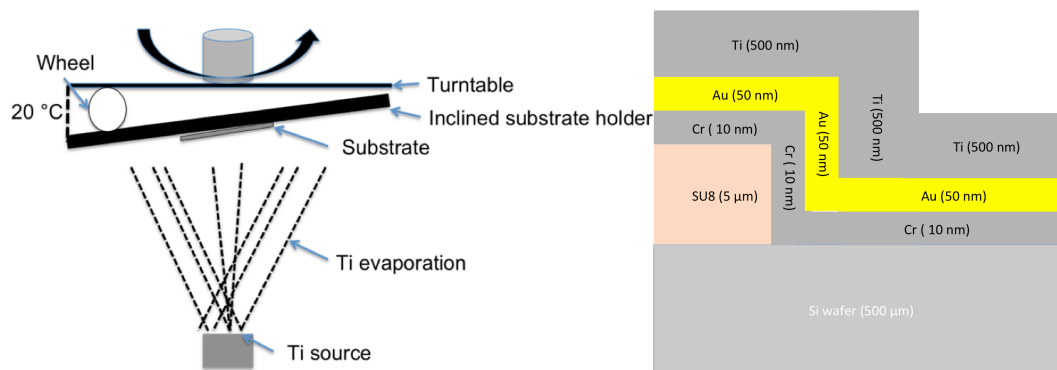 Wheel
20 °C
Turntable
Inclined substrate holder
Substrate
Ti evaporation
Ti source
Ti (500 nm)
Au (50 nm)
Cr ( 10 nm)
SU8 (5 µm)
Cr ( 10 nm)
Au (50 nm)
Ti (500 nm)
Ti (500 nm)
Au (50 nm)
Cr ( 10 nm)
Si wafer (500 µm)